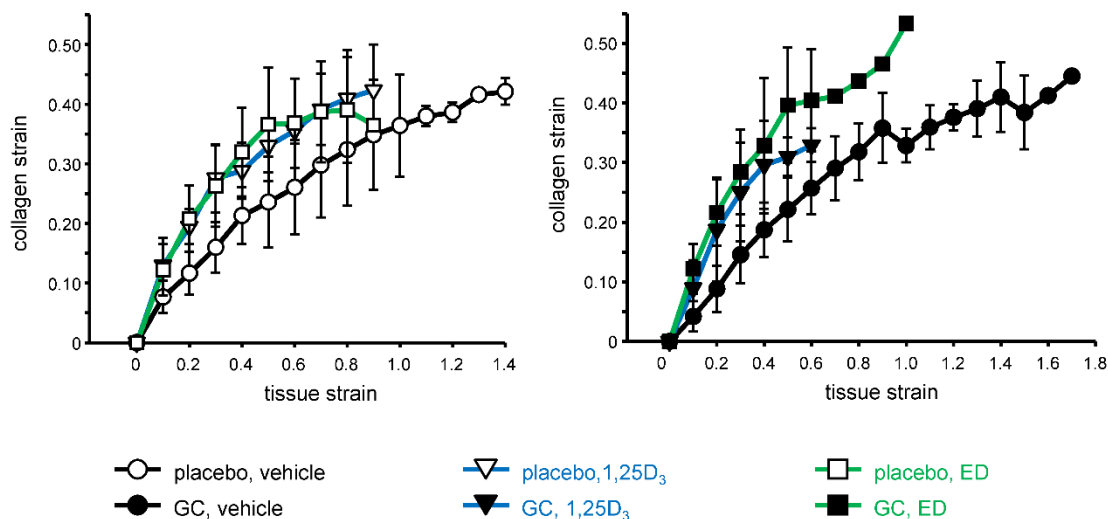 0.50
0.40
0.30
0.20
0.10
0
collagen strain
0 0.2 0.4 0.6 0.8 1.0 1.2 1.4
tissue strain
0.50
0.40
0.30
0.20
0.10
0
collagen strain
0 0.2 0.4 0.6 0.8 1.0 1.2 1.4 1.6 1.8
tissue strain
placebo, vehicle
placebo,1,25D₃
placebo, ED
GC, vehicle
GC, 1,25D₃
GC, ED